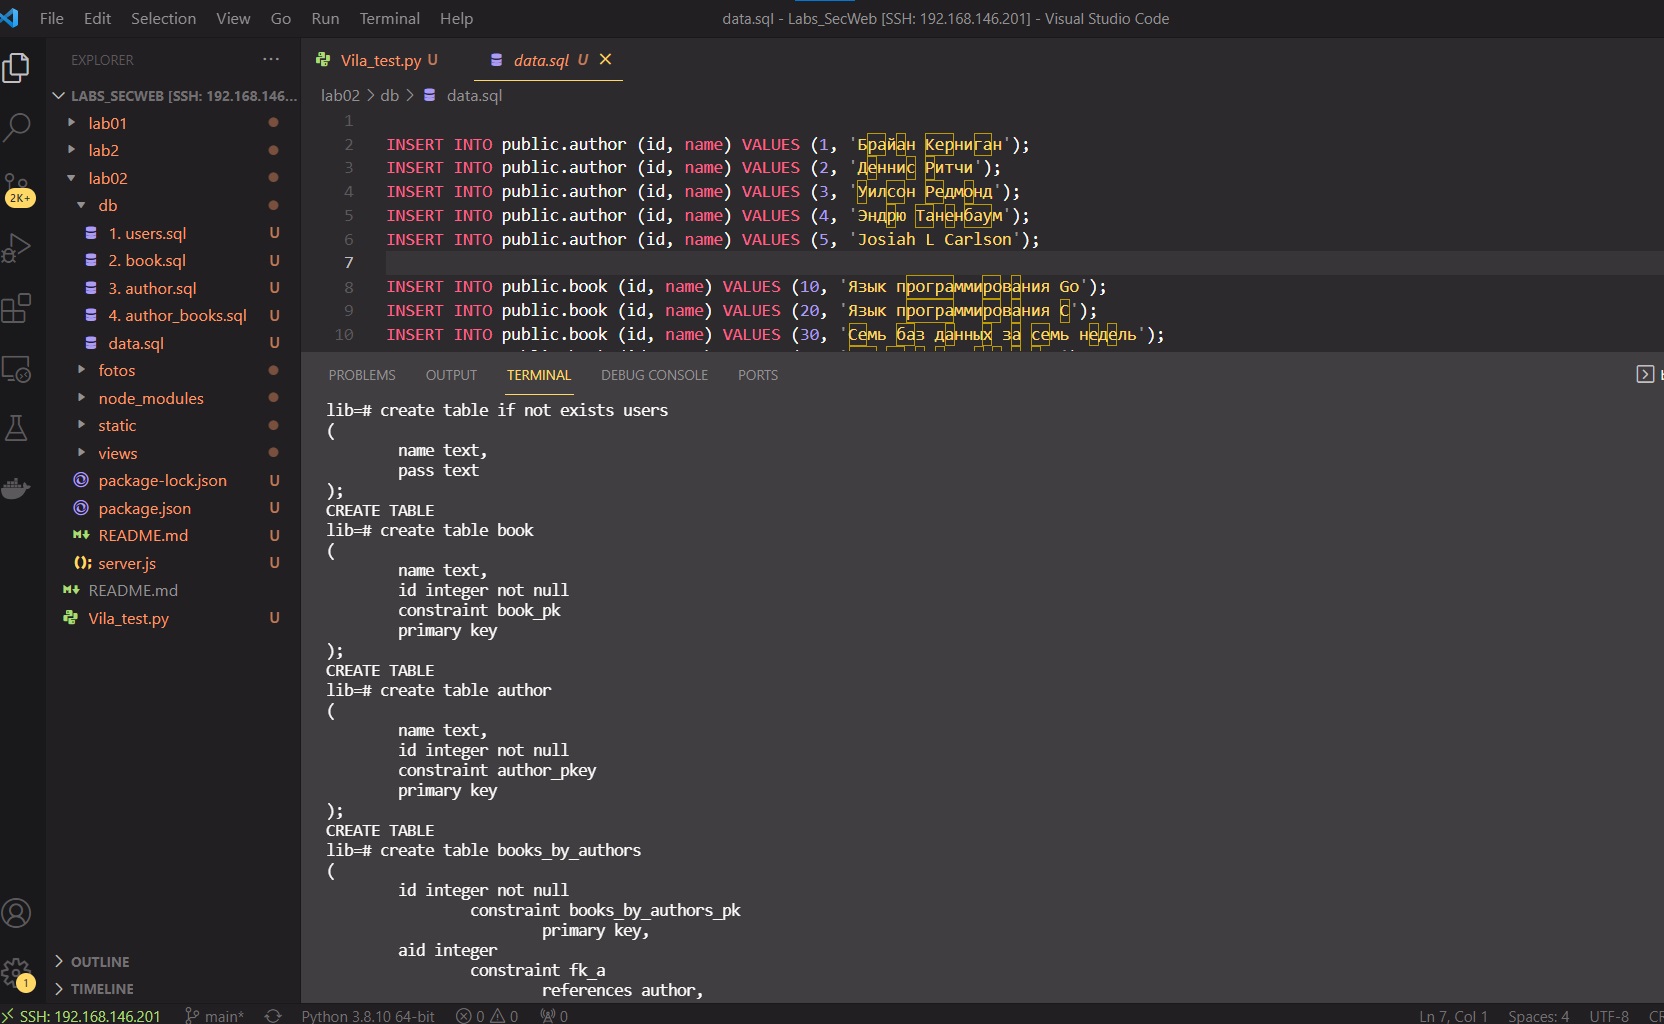 File Edit Selection View Go Run Terminal Help
data.sql - Labs_SecWeb [SSH: 192.168.146.201] - Visual Studio Code
EXPLORER
LABS_SECWEB [SSH: 192.168.146...
lab01
lab2
lab02
db
1. users.sql U
2. book.sql U
3. author.sql U
4. author_books.sql U
data.sql U
fotos
node_modules
static
views
package-lock.json U
package.json U
README.md U
server.js U
README.md
Vila_test.py U
OUTLINE
TIMELINE
2K+
1
Vila_test.py U data.sql U
lab02 > db > data.sql
1
2 INSERT INTO public.author (id, name) VALUES (1, 'Брайан Керниган');
3 INSERT INTO public.author (id, name) VALUES (2, 'Деннис Ритчи');
4 INSERT INTO public.author (id, name) VALUES (3, 'Уилсон Редмонд');
5 INSERT INTO public.author (id, name) VALUES (4, 'Эндрю Таненбаум');
6 INSERT INTO public.author (id, name) VALUES (5, 'Josiah L Carlson');
7
8 INSERT INTO public.book (id, name) VALUES (10, 'Язык программирования Go');
9 INSERT INTO public.book (id, name) VALUES (20, 'Язык программирования С');
10 INSERT INTO public.book (id, name) VALUES (30, 'Семь баз данных за семь недель');
PROBLEMS OUTPUT TERMINAL DEBUG CONSOLE PORTS
lib=# create table if not exists users
(
name text,
pass text
);
CREATE TABLE
lib=# create table book
(
name text,
id integer not null
constraint book_pk
primary key
);
CREATE TABLE
lib=# create table author
(
name text,
id integer not null
constraint author_pkey
primary key
);
CREATE TABLE
lib=# create table books_by_authors
(
id integer not null
constraint books_by_authors_pk
primary key,
aid integer
constraint fk_a
references author,
SSH: 192.168.146.201 main* Python 3.8.10 64-bit 0 0 0 Ln 7, Col 1 Spaces: 4 UTF-8